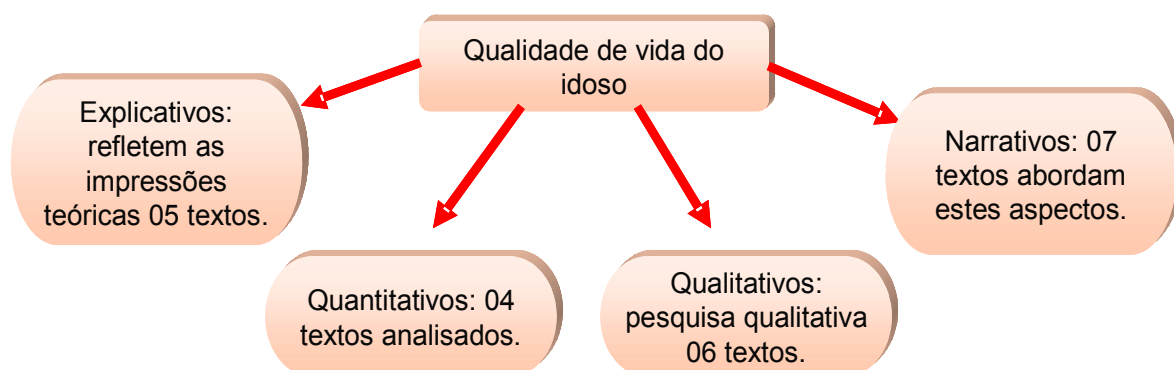 Qualidade de vida do
idoso
Explicativos:
refletem as
impressões
teóricas 05 textos.
Narrativos: 07
textos abordam
estes aspectos.
Quantitativos: 04
textos analisados.
Qualitativos:
pesquisa qualitativa
06 textos.